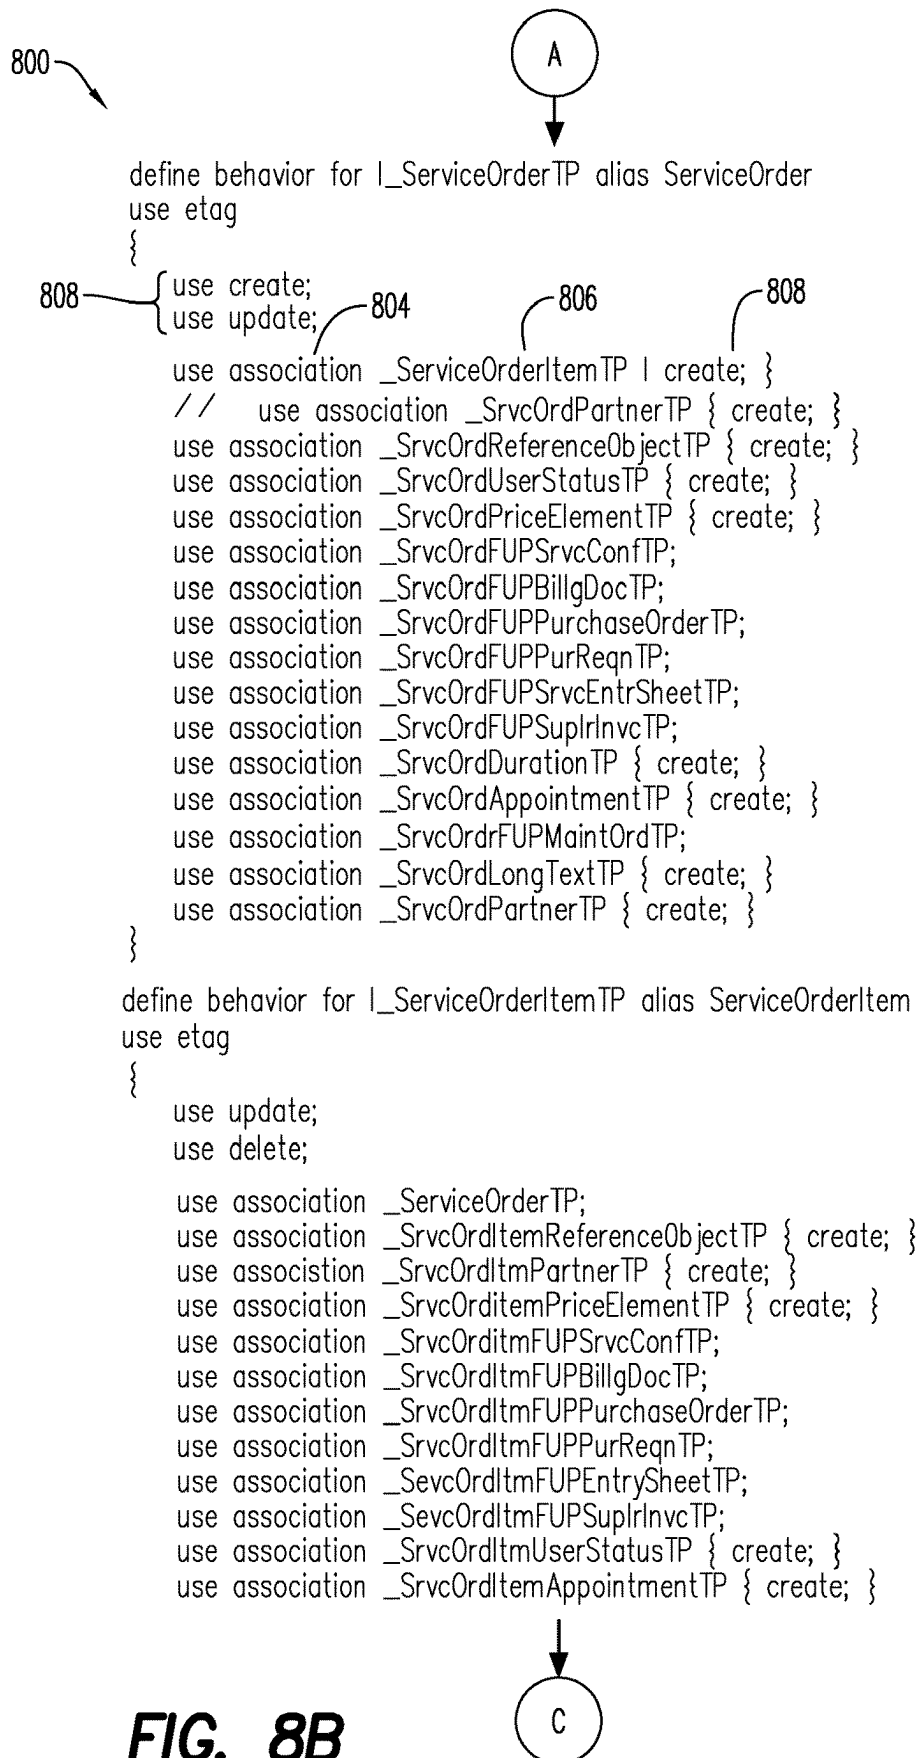 A
800
define behavior for I_ServiceOrderTP alias ServiceOrder
use etag
{
808
use create;
use update;
804
806
808
use association _ServiceOrderItemTP | create; }
// use association _SrvcOrdPartnerTP { create; }
use association _SrvcOrdReferenceObjectTP { create; }
use association _SrvcOrdUserStatusTP { create; }
use association _SrvcOrdPriceElementTP { create; }
use association _SrvcOrdFUPSrvcConfTP;
use association _SrvcOrdFUPBillgDocTP;
use association _SrvcOrdFUPPurchaseOrderTP;
use association _SrvcOrdFUPPurReqnTP;
use association _SrvcOrdFUPSrvcEntrSheetTP;
use association _SrvcOrdFUPSuplrInvcTP;
use association _SrvcOrdDurationTP { create; }
use association _SrvcOrdAppointmentTP { create; }
use association _SrvcOrdrFUPMaintOrdTP;
use association _SrvcOrdLongTextTP { create; }
use association _SrvcOrdPartnerTP { create; }
}
define behavior for I_ServiceOrderItemTP alias ServiceOrderItem
use etag
{
use update;
use delete;
use association _ServiceOrderTP;
use association _SrvcOrdItemReferenceObjectTP { create; }
use associstion _SrvcOrdItmPartnerTP { create; }
use association _SrvcOrditemPriceElementTP { create; }
use association _SrvcOrditmFUPSrvcConfTP;
use association _SrvcOrdItmFUPBillgDocTP;
use association _SrvcOrdItmFUPPurchaseOrderTP;
use association _SrvcOrdItmFUPPurReqnTP;
use association _SevcOrdItmFUPEntrySheetTP;
use association _SevcOrdItmFUPSuplrInvcTP;
use association _SrvcOrdItmUserStatusTP { create; }
use association _SrvcOrdItemAppointmentTP { create; }
C
FIG. 8B